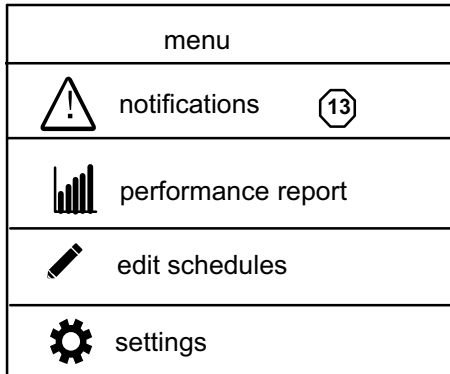 menu
notifications 13
performance report
edit schedules
settings